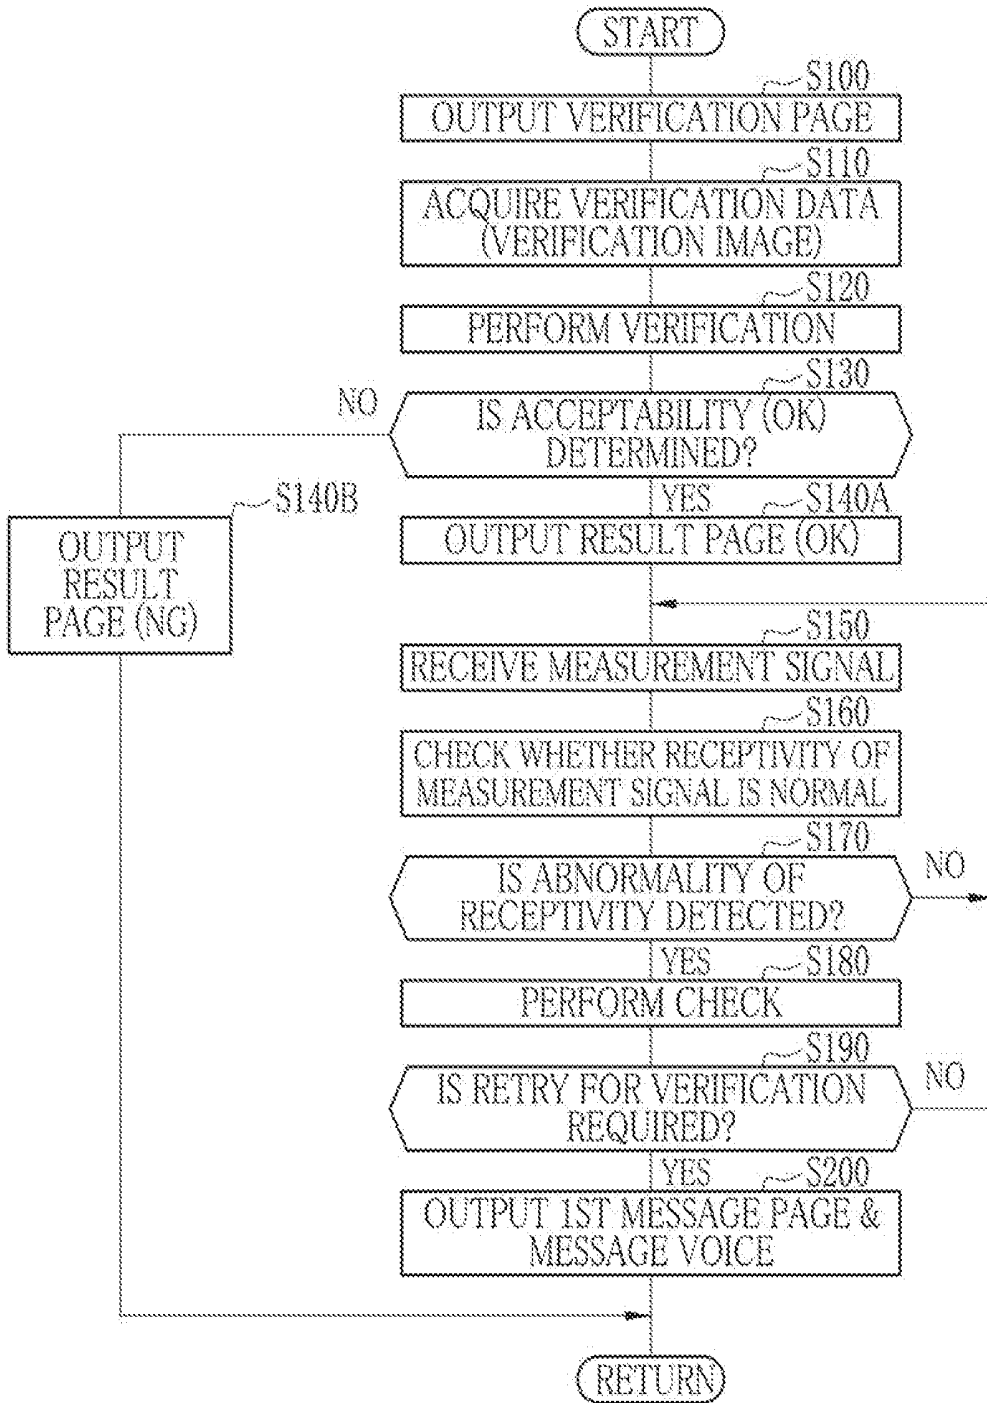 START
S100
OUTPUT VERIFICATION PAGE
S110
ACQUIRE VERIFICATION DATA
(VERIFICATION IMAGE)
S120
PERFORM VERIFICATION
S130
NO
IS ACCEPTABILITY (OK)
DETERMINED?
S140B
YES
S140A
OUTPUT
RESULT
PAGE (NG)
OUTPUT RESULT PAGE (OK)
S150
RECEIVE MEASUREMENT SIGNAL
S160
CHECK WHETHER RECEPTIVITY OF
MEASUREMENT SIGNAL IS NORMAL
S170
NO
IS ABNORMALITY OF
RECEPTIVITY DETECTED?
YES
S180
PERFORM CHECK
S190
NO
IS RETRY FOR VERIFICATION
REQUIRED?
YES
S200
OUTPUT 1ST MESSAGE PAGE &
MESSAGE VOICE
RETURN